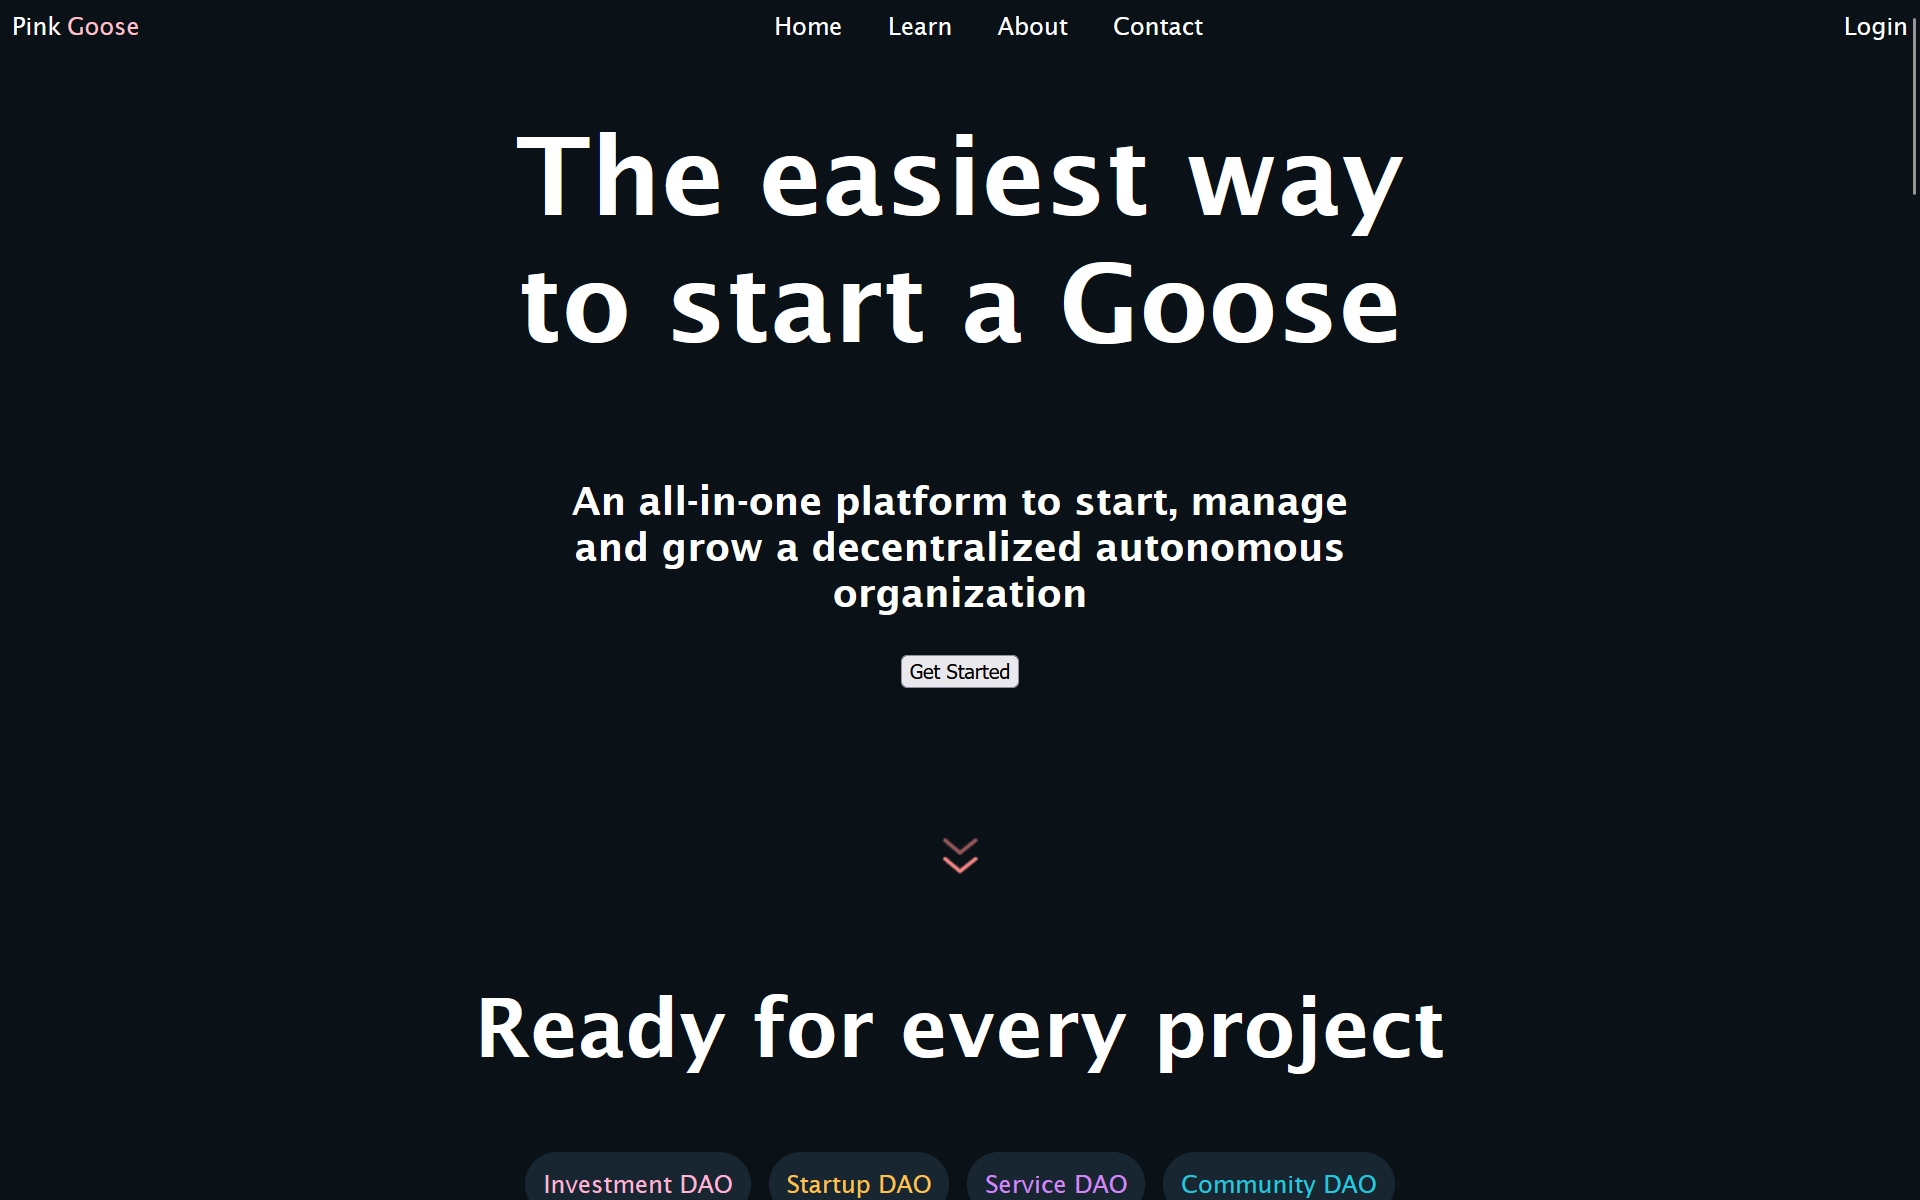 Pink Goose
Home
Learn
About
Contact
Login
The easiest way
to start a Goose
An all-in-one platform to start, manage
and grow a decentralized autonomous
organization
Get Started
Ready for every project
Investment DAO
Startup DAO
Service DAO
Community DAO